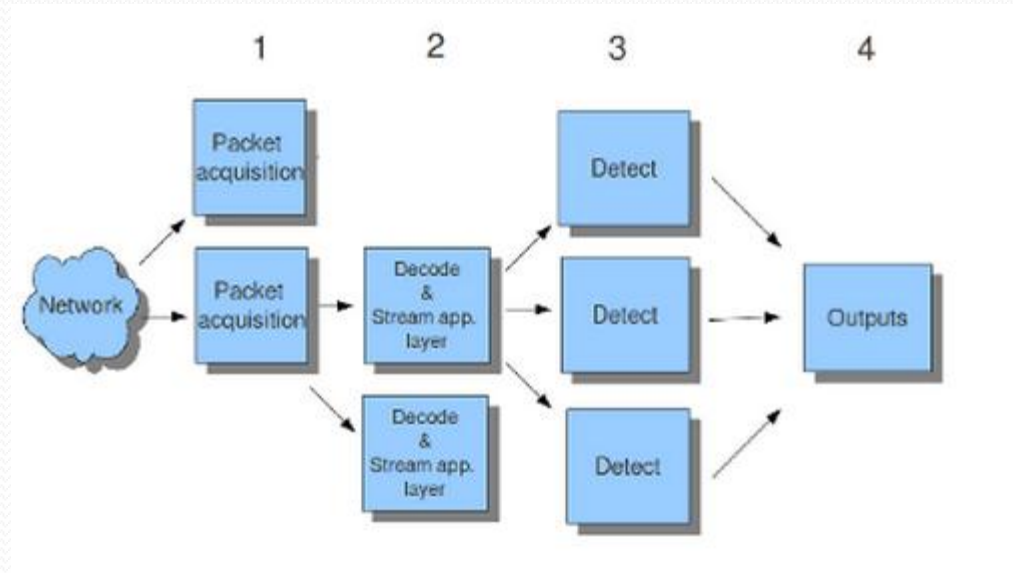 1
2
3
4
Network
Packet
acquisition
Packet
acquisition
Decode
&
Stream app.
layer
Decode
&
Stream app.
layer
Detect
Detect
Detect
Outputs